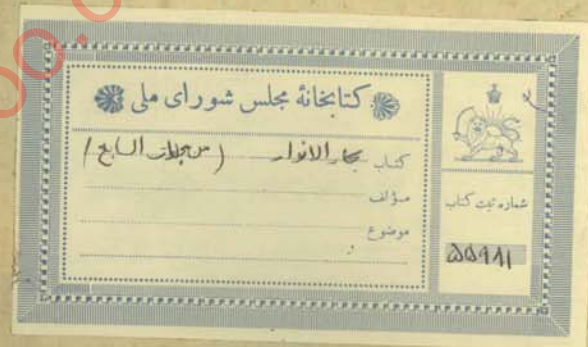 کتابخانهٔ مجلس شورای ملی
کتاب بحار الانوار (من مجلدات السابع)
مؤلف
موضوع
شماره ثبت کتاب
۵۵۹۸۱